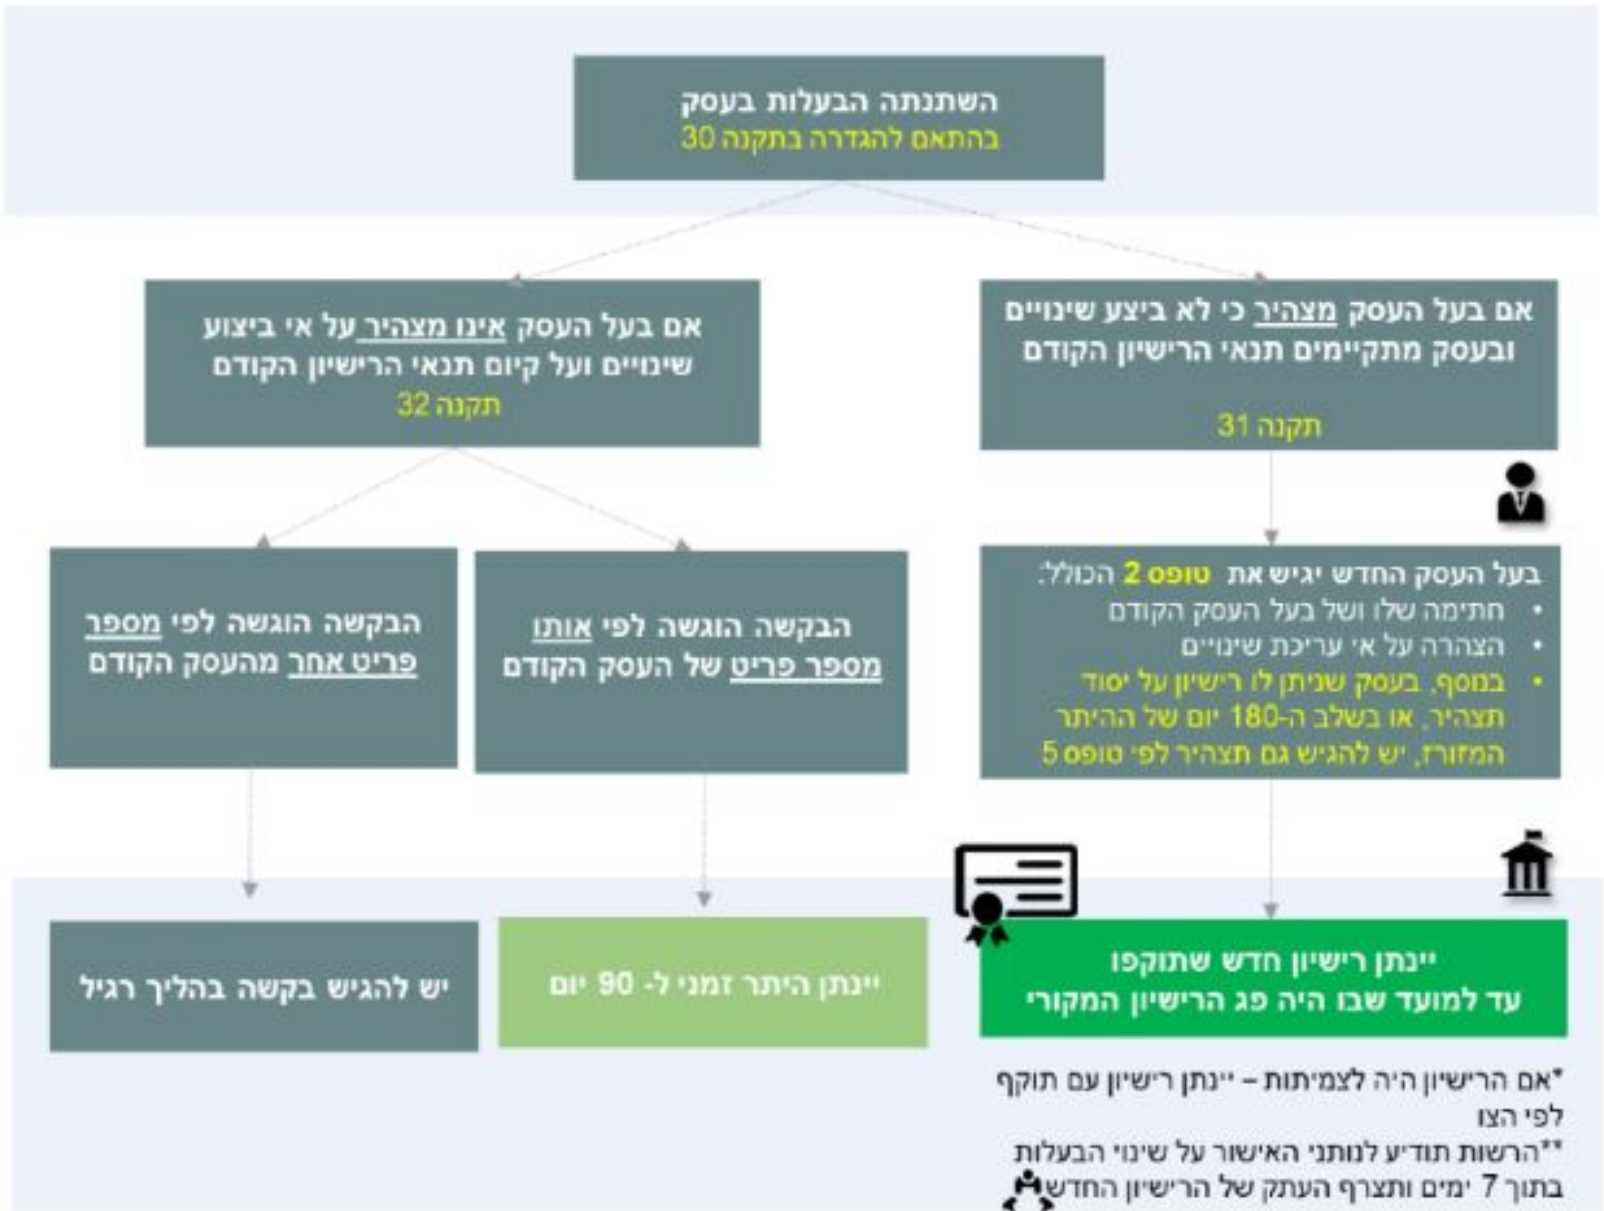 השתנתה הבעלות בעסק
בהתאם להגדרה בתקנה 30
אם בעל העסק מצהיר כי לא ביצע שינויים
ובעסק מתקיימים תנאי הרישיון הקודם
תקנה 31
אם בעל העסק אינו מצהיר על אי ביצוע
שינויים ועל קיום תנאי הרישיון הקודם
תקנה 32
בעל העסק החדש יגיש את טופס 2 הכולל:
• חתימה שלו ושל בעל העסק הקודם
• הצהרה על אי עריכת שינויים
• בנוסף, בעסק שניתן לו רישיון על יסוד
תצהיר, או בשלב ה-180 יום של ההיתר
המזורז, יש להגיש גם תצהיר לפי טופס 5
הבקשה הוגשה לפי אותו
מספר פריט של העסק הקודם
הבקשה הוגשה לפי מספר
פריט אחר מהעסק הקודם
יינתן רישיון חדש שתוקפו
עד למועד שבו היה פג הרישיון המקורי
יינתן היתר זמני ל- 90 יום
יש להגיש בקשה בהליך רגיל
*אם הרישיון היה לצמיתות – יינתן רישיון עם תוקף
לפי הצו
**הרשות תודיע לנותני האישור על שינוי הבעלות
בתוך 7 ימים ותצרף העתק של הרישיון החדש